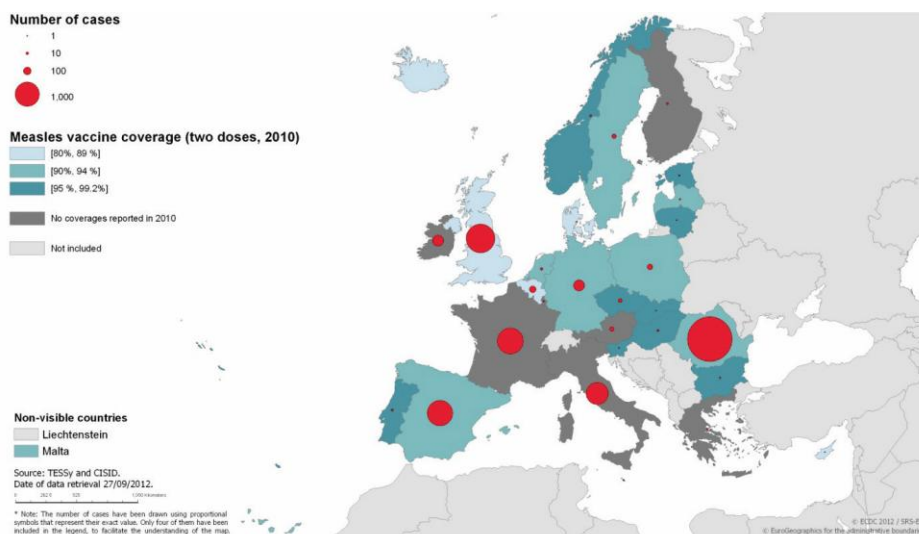 Number of cases
1
10
100
1,000
Measles vaccine coverage (two doses, 2010)
[80%, 89 %]
[90%, 94 %]
[95 %, 99.2%]
No coverages reported in 2010
Not included
Non-visible countries
Liechtenstein
Malta
Source: TESSy and CISID.
Date of data retrieval 27/09/2012.
* Note: The number of cases have been drawn using proportional
symbols that represent their exact value. Only four of them have been
included in the legend, to facilitate the understanding of the map.
© ECDC 2012 / SRS-E
© EuroGeographics for the administrative boundarie